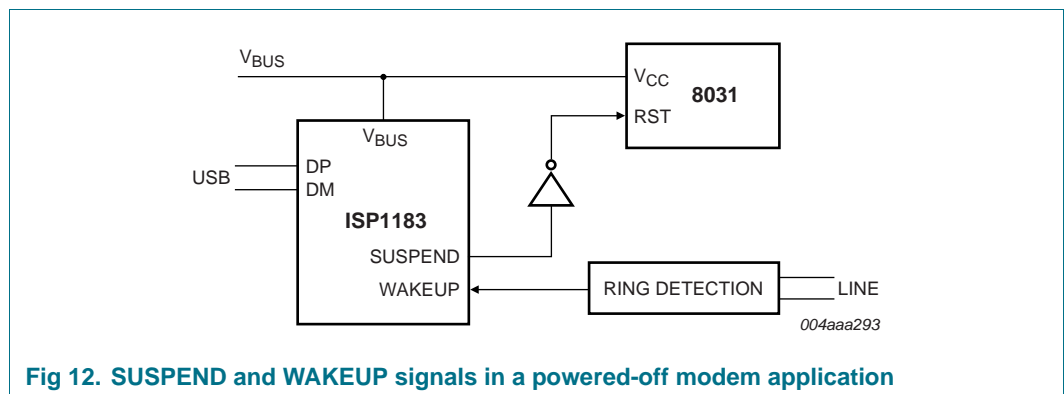 VBUS
VCC
8031
RST
VBUS
DP
USB
DM
ISP1183
SUSPEND
WAKEUP
RING DETECTION
LINE
004aaa293
Fig 12. SUSPEND and WAKEUP signals in a powered-off modem application